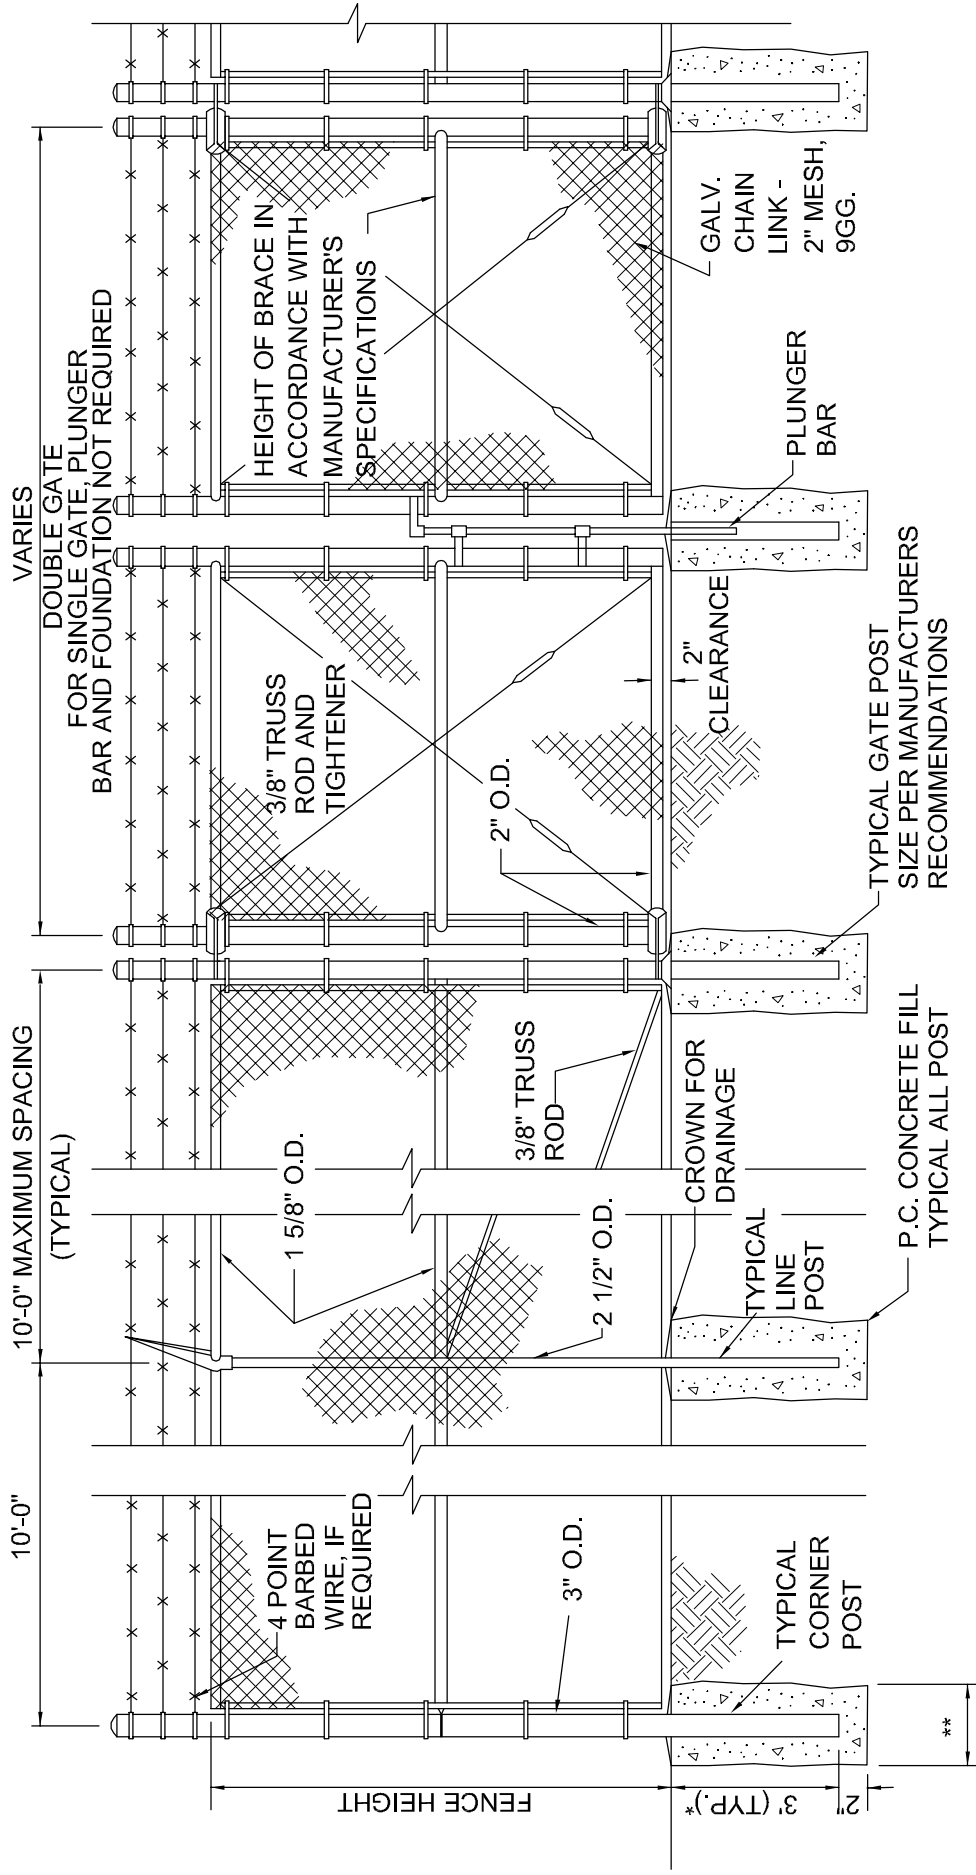 10'-0"
10'-0" MAXIMUM SPACING
(TYPICAL)
VARIES
DOUBLE GATE
FOR SINGLE GATE, PLUNGER
BAR AND FOUNDATION NOT REQUIRED
4 POINT
BARBED
WIRE, IF
REQUIRED
1 5/8" O.D.
3/8" TRUSS
ROD AND
TIGHTENER
HEIGHT OF BRACE IN
ACCORDANCE WITH
MANUFACTURER'S
SPECIFICATIONS
FENCE HEIGHT
3" O.D.
2 1/2" O.D.
3/8" TRUSS
ROD
2" O.D.
2"
CLEARANCE
GALV.
CHAIN
LINK -
2" MESH,
9GG.
3' (TYP.)*
2"
**
TYPICAL
CORNER
POST
TYPICAL
LINE
POST
CROWN FOR
DRAINAGE
P.C. CONCRETE FILL
TYPICAL ALL POST
TYPICAL GATE POST
SIZE PER MANUFACTURERS
RECOMMENDATIONS
PLUNGER
BAR